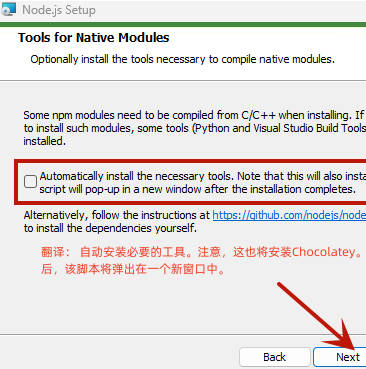 Node.js Setup
Tools for Native Modules
Optionally install the tools necessary to compile native modules.
Some npm modules need to be compiled from C/C++ when installing. If
to install such modules, some tools (Python and Visual Studio Build Tools
installed.
Automatically install the necessary tools. Note that this will also insta
script will pop-up in a new window after the installation completes.
Alternatively, follow the instructions at https://github.com/nodejs/node
to install the dependencies yourself.
翻译： 自动安装必要的工具。注意，这也将安装Chocolatey。
后，该脚本将弹出在一个新窗口中。
Back Next